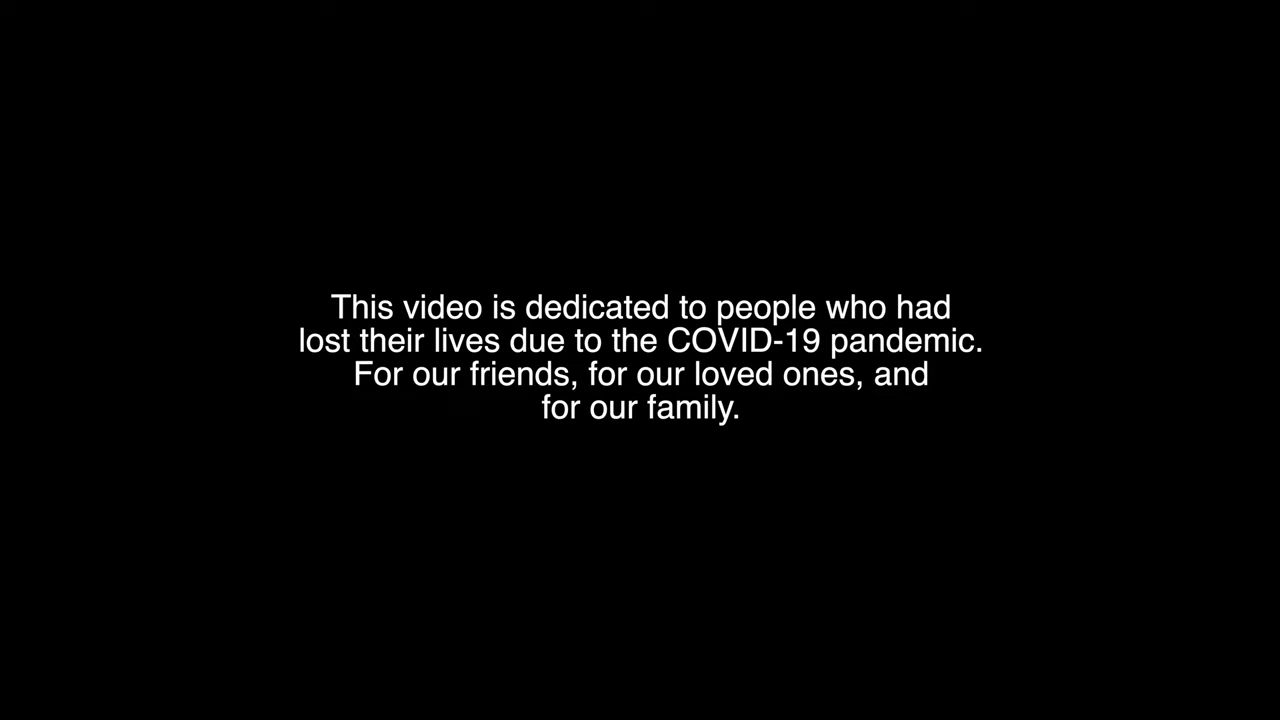 This video is dedicated to people who had
lost their lives due to the COVID-19 pandemic.
For our friends, for our loved ones, and
for our family.